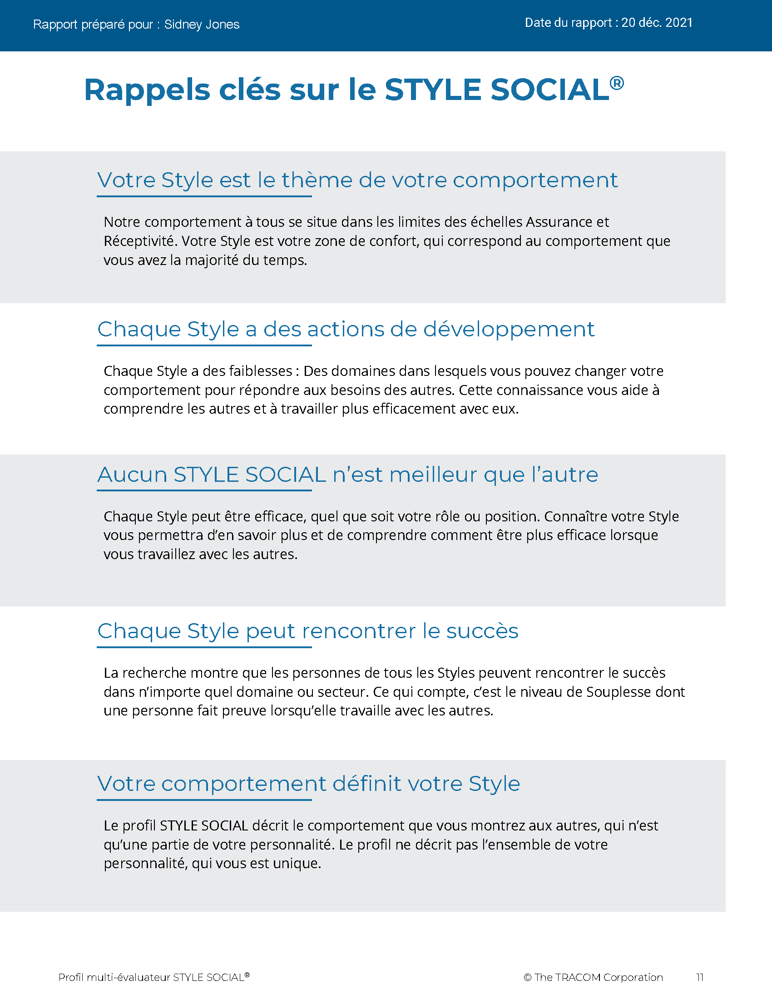 Rapport préparé pour : Sidney Jones
Date du rapport : 20 déc. 2021
Rappels clés sur le STYLE SOCIAL®
Votre Style est le thème de votre comportement
Notre comportement à tous se situe dans les limites des échelles Assurance et
Réceptivité. Votre Style est votre zone de confort, qui correspond au comportement que
vous avez la majorité du temps.
Chaque Style a des actions de développement
Chaque Style a des faiblesses : Des domaines dans lesquels vous pouvez changer votre
comportement pour répondre aux besoins des autres. Cette connaissance vous aide à
comprendre les autres et à travailler plus efficacement avec eux.
Aucun STYLE SOCIAL n’est meilleur que l’autre
Chaque Style peut être efficace, quel que soit votre rôle ou position. Connaître votre Style
vous permettra d’en savoir plus et de comprendre comment être plus efficace lorsque
vous travaillez avec les autres.
Chaque Style peut rencontrer le succès
La recherche montre que les personnes de tous les Styles peuvent rencontrer le succès
dans n’importe quel domaine ou secteur. Ce qui compte, c’est le niveau de Souplesse dont
une personne fait preuve lorsqu’elle travaille avec les autres.
Votre comportement définit votre Style
Le profil STYLE SOCIAL décrit le comportement que vous montrez aux autres, qui n’est
qu’une partie de votre personnalité. Le profil ne décrit pas l’ensemble de votre
personnalité, qui vous est unique.
Profil multi-évaluateur STYLE SOCIAL®
© The TRACOM Corporation
11